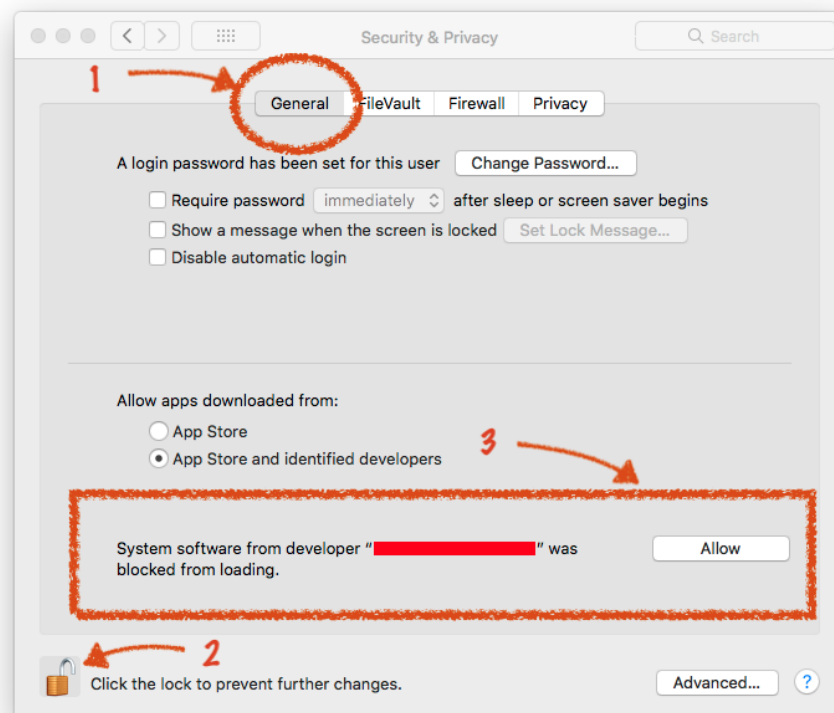 Security & Privacy
Search
1
General
FileVault
Firewall
Privacy
A login password has been set for this user
Change Password...
Require password
immediately
after sleep or screen saver begins
Show a message when the screen is locked
Set Lock Message...
Disable automatic login
Allow apps downloaded from:
App Store
3
App Store and identified developers
System software from developer “
” was
blocked from loading.
Allow
2
Click the lock to prevent further changes.
Advanced...
?